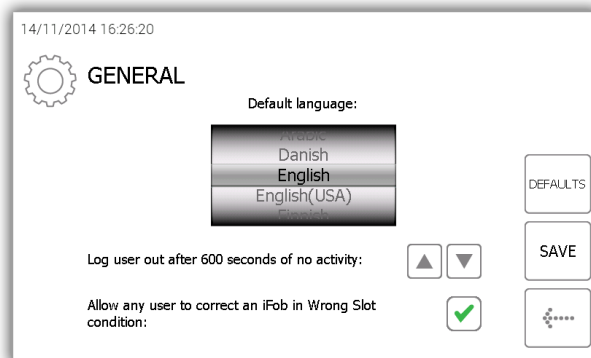 14/11/2014 16:26:20
GENERAL
Default language:
Arabic
Danish
English
English(USA)
Finnish
DEFAULTS
Log user out after 600 seconds of no activity:
SAVE
Allow any user to correct an iFob in Wrong Slot
condition: